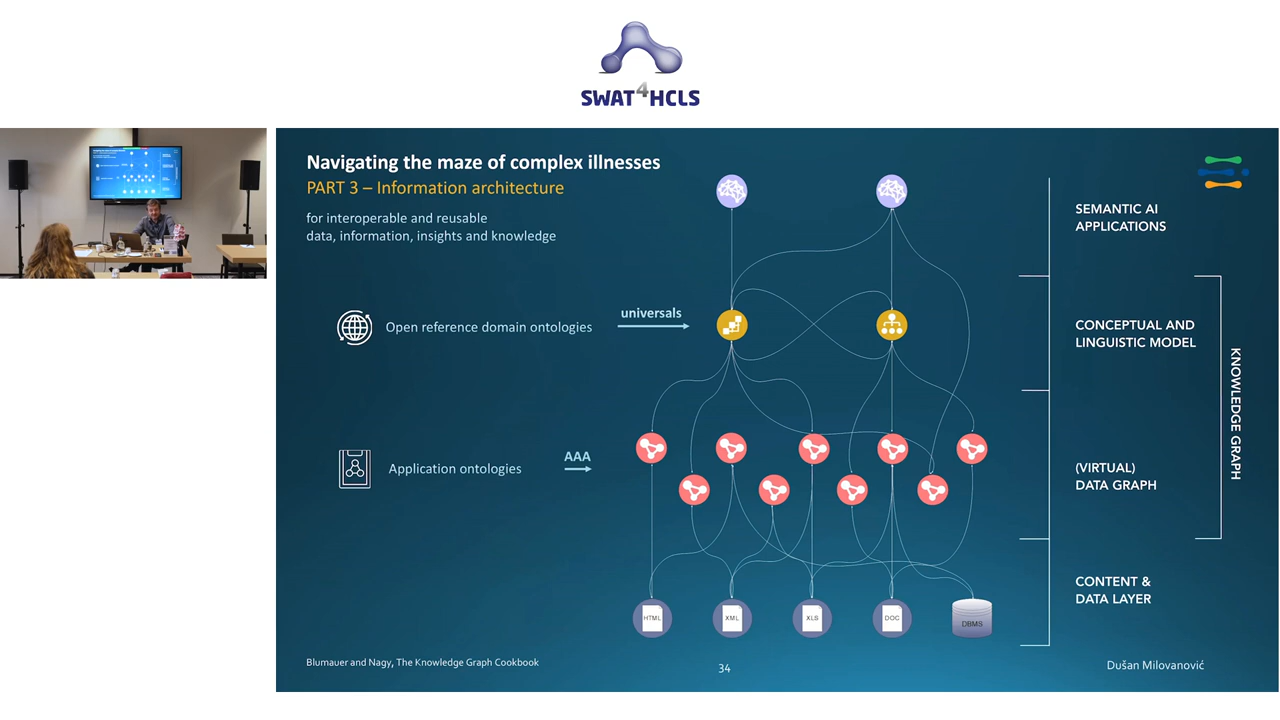 SWAT4HCLS
Navigating the maze of complex illnesses
PART 3 – Information architecture
for interoperable and reusable
data, information, insights and knowledge
Open reference domain ontologies
universals
Application ontologies
AAA
SEMANTIC AI
APPLICATIONS
CONCEPTUAL AND
LINGUISTIC MODEL
KNOWLEDGE GRAPH
(VIRTUAL)
DATA GRAPH
CONTENT &
DATA LAYER
HTML
XML
XLS
DOC
DBMS
Blumauer and Nagy, The Knowledge Graph Cookbook
34
Dušan Milovanović